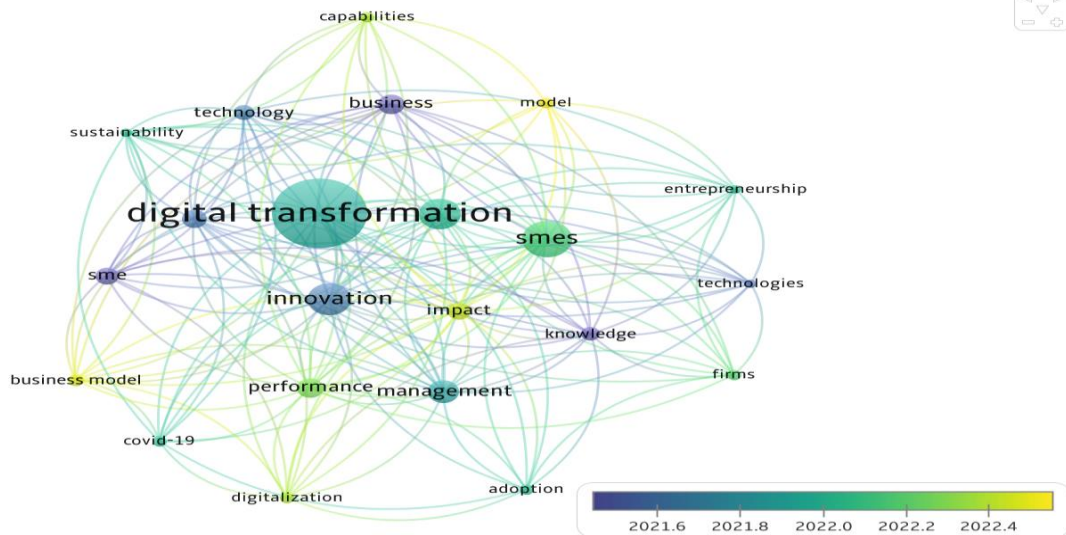 capabilities
technology
business
model
sustainability
entrepreneurship
digital transformation
smes
sme
technologies
innovation
impact
knowledge
business model
performance
management
firms
covid-19
digitalization
adoption
2021.6
2021.8
2022.0
2022.2
2022.4